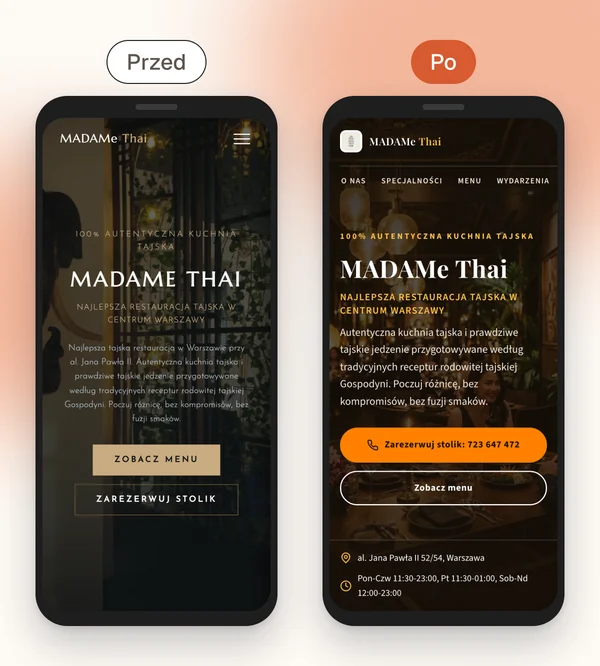 Przed
MADAMe Thai
100% AUTENTYCZNA KUCHNIA
TAJSKA
MADAME THAI
NAJLEPSZA RESTAURACJA TAJSKA W
CENTRUM WARSZAWY
Najlepsza tajska restauracja w Warszawie przy
al. Jana Pawła II. Autentyczna kuchnia tajska i
prawdziwe tajskie jedzenie przygotowywane
według tradycyjnych receptur rodowitej tajskiej
Gospodyni. Poczuj różnicę, bez kompromisów, bez
fuzji smaków.
ZOBACZ MENU
ZAREZERWUJ STOLIK
Po
MADAMe Thai
O NAS SPECJALNOŚCI MENU WYDARZENIA
100% AUTENTYCZNA KUCHNIA TAJSKA
MADAMe Thai
NAJLEPSZA RESTAURACJA TAJSKA W
CENTRUM WARSZAWY
Autentyczna kuchnia tajska i prawdziwe
tajskie jedzenie przygotowywane według
tradycyjnych receptur rodowitej tajskiej
Gospodyni. Poczuj różnicę, bez
kompromisów, bez fuzji smaków.
Zarezerwuj stolik: 723 647 472
Zobacz menu
al. Jana Pawła II 52/54, Warszawa
Pon-Czw 11:30-23:00, Pt 11:30-01:00, Sob-Nd
12:00-23:00